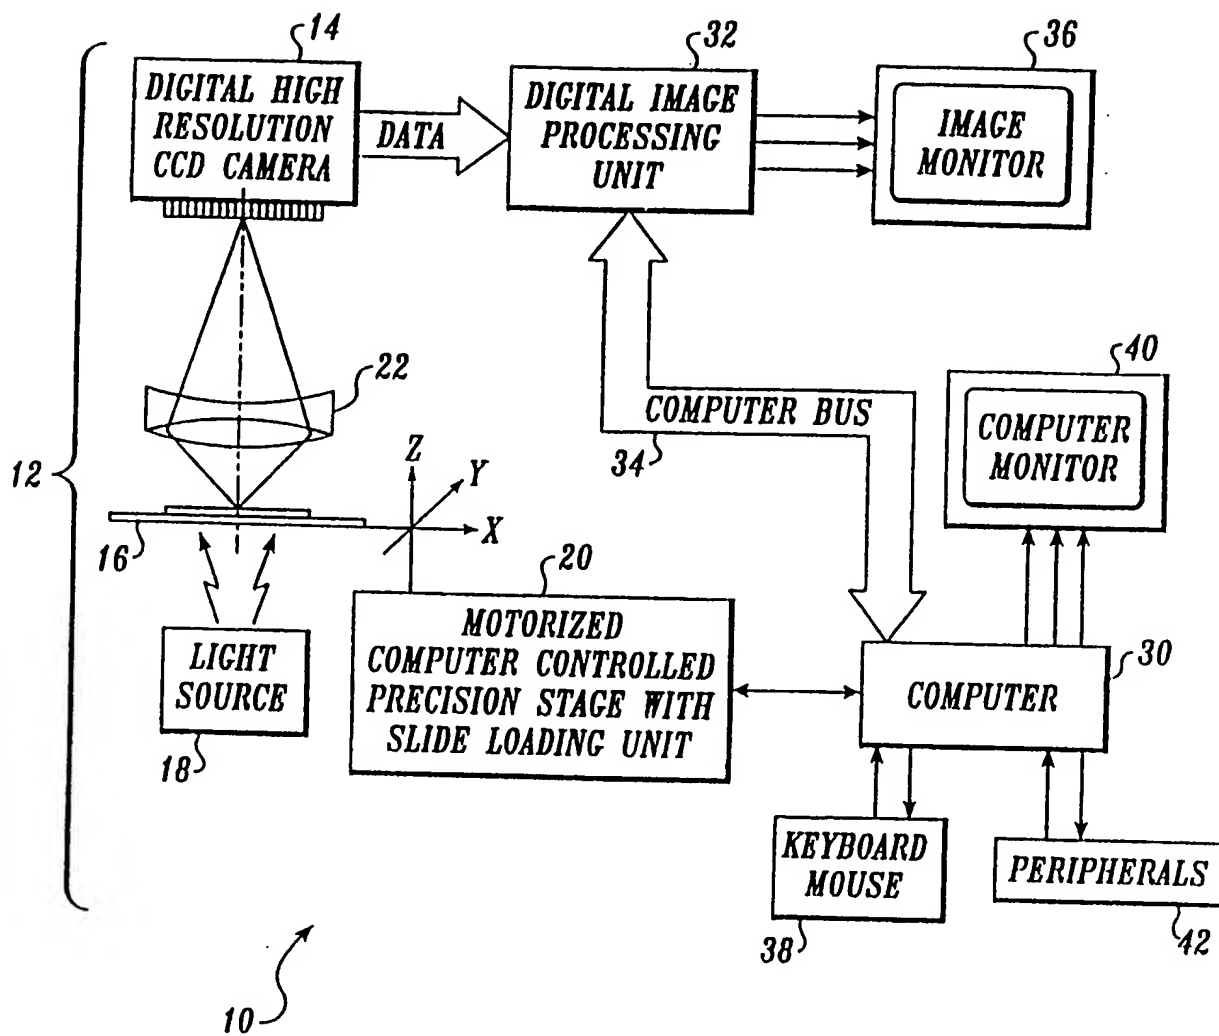 14
DIGITAL HIGH
RESOLUTION
CCD CAMERA
DATA
32
DIGITAL IMAGE
PROCESSING
UNIT
36
IMAGE
MONITOR
22
12
Z
Y
X
16
COMPUTER BUS
34
40
COMPUTER
MONITOR
LIGHT
SOURCE
18
20
MOTORIZED
COMPUTER CONTROLLED
PRECISION STAGE WITH
SLIDE LOADING UNIT
30
COMPUTER
KEYBOARD
MOUSE
38
PERIPHERALS
42
10